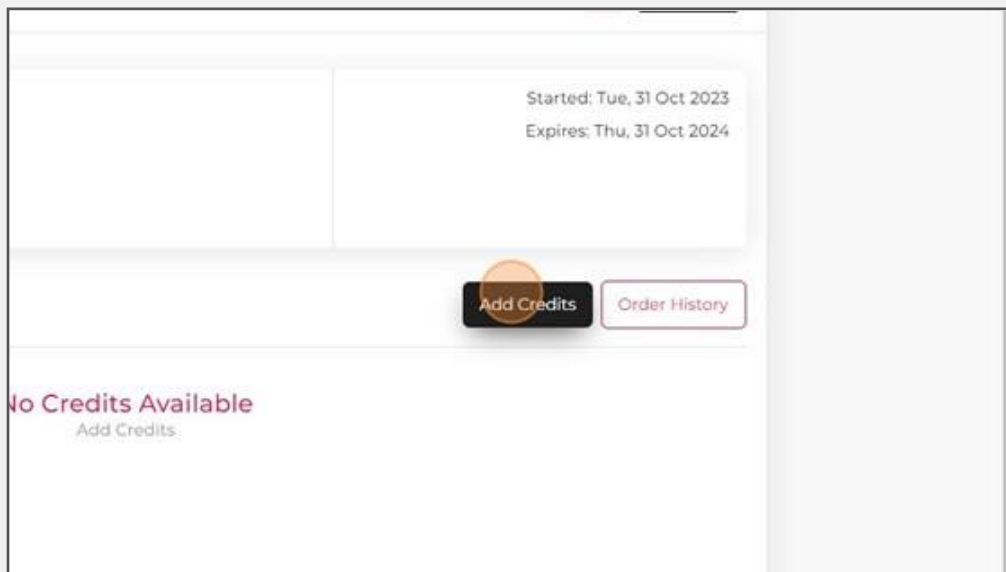 Started: Tue, 31 Oct 2023
Expires: Thu, 31 Oct 2024
Add Credits
Order History
No Credits Available
Add Credits